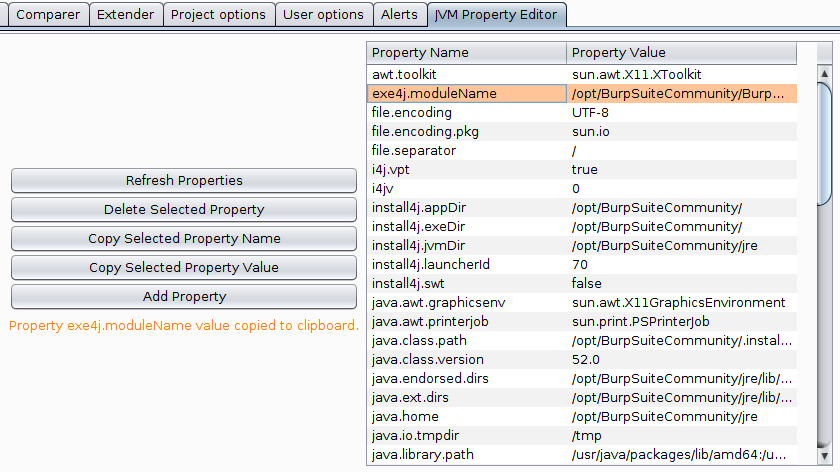 Comparer Extender Project options User options Alerts JVM Property Editor
Property Name Property Value
awt.toolkit sun.awt.X11.XToolkit
exe4j.moduleName /opt/BurpSuiteCommunity/Burp...
file.encoding UTF-8
file.encoding.pkg sun.io
file.separator /
i4j.vpt true
i4jv 0
install4j.appDir /opt/BurpSuiteCommunity/
install4j.exeDir /opt/BurpSuiteCommunity/
install4j.jvmDir /opt/BurpSuiteCommunity/jre
install4j.launcherId 70
install4j.swt false
java.awt.graphicsenv sun.awt.X11GraphicsEnvironment
java.awt.printerjob sun.print.PSPrinterJob
java.class.path /opt/BurpSuiteCommunity/.instal...
java.class.version 52.0
java.endorsed.dirs /opt/BurpSuiteCommunity/jre/lib/...
java.ext.dirs /opt/BurpSuiteCommunity/jre/lib/...
java.home /opt/BurpSuiteCommunity/jre
java.io.tmpdir /tmp
java.library.path /usr/java/packages/lib/amd64:/u...
Refresh Properties
Delete Selected Property
Copy Selected Property Name
Copy Selected Property Value
Add Property
Property exe4j.moduleName value copied to clipboard.